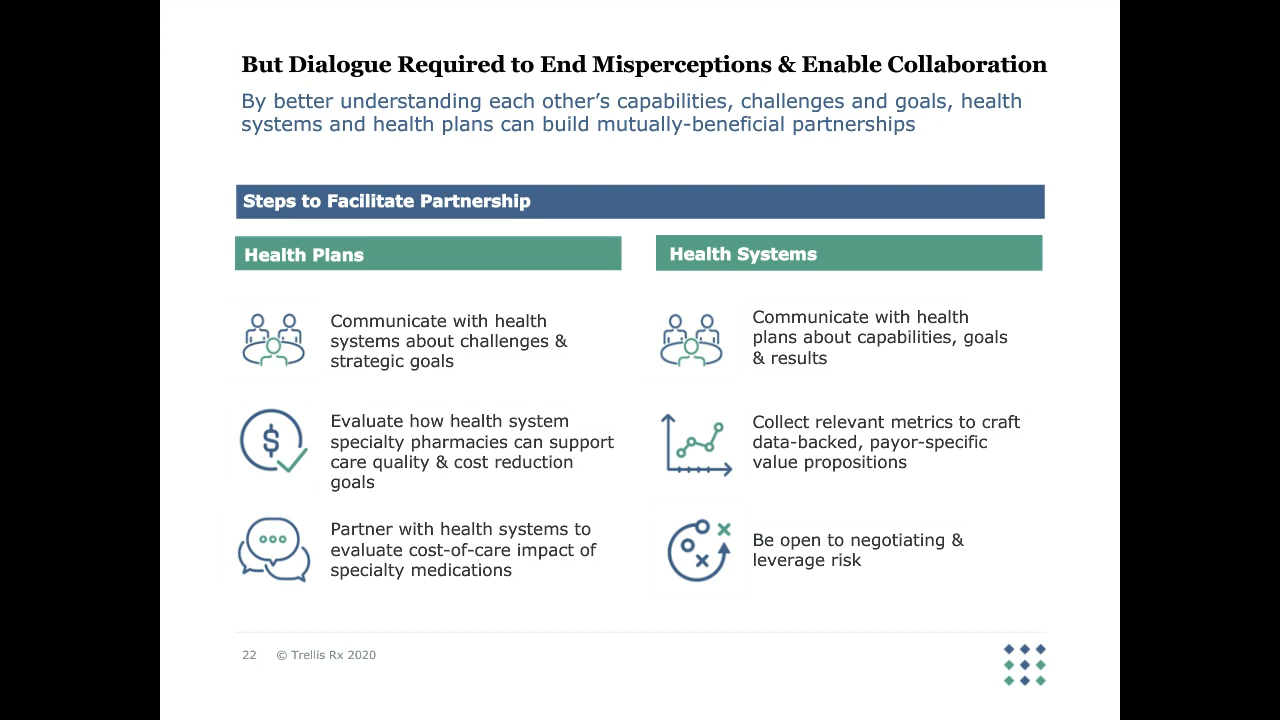 But Dialogue Required to End Misperceptions & Enable Collaboration
By better understanding each other’s capabilities, challenges and goals, health
systems and health plans can build mutually-beneficial partnerships
Steps to Facilitate Partnership
Health Plans
Communicate with health
systems about challenges &
strategic goals
Evaluate how health system
specialty pharmacies can support
care quality & cost reduction
goals
Partner with health systems to
evaluate cost-of-care impact of
specialty medications
Health Systems
Communicate with health
plans about capabilities, goals
& results
Collect relevant metrics to craft
data-backed, payor-specific
value propositions
Be open to negotiating &
leverage risk
22 © Trellis Rx 2020